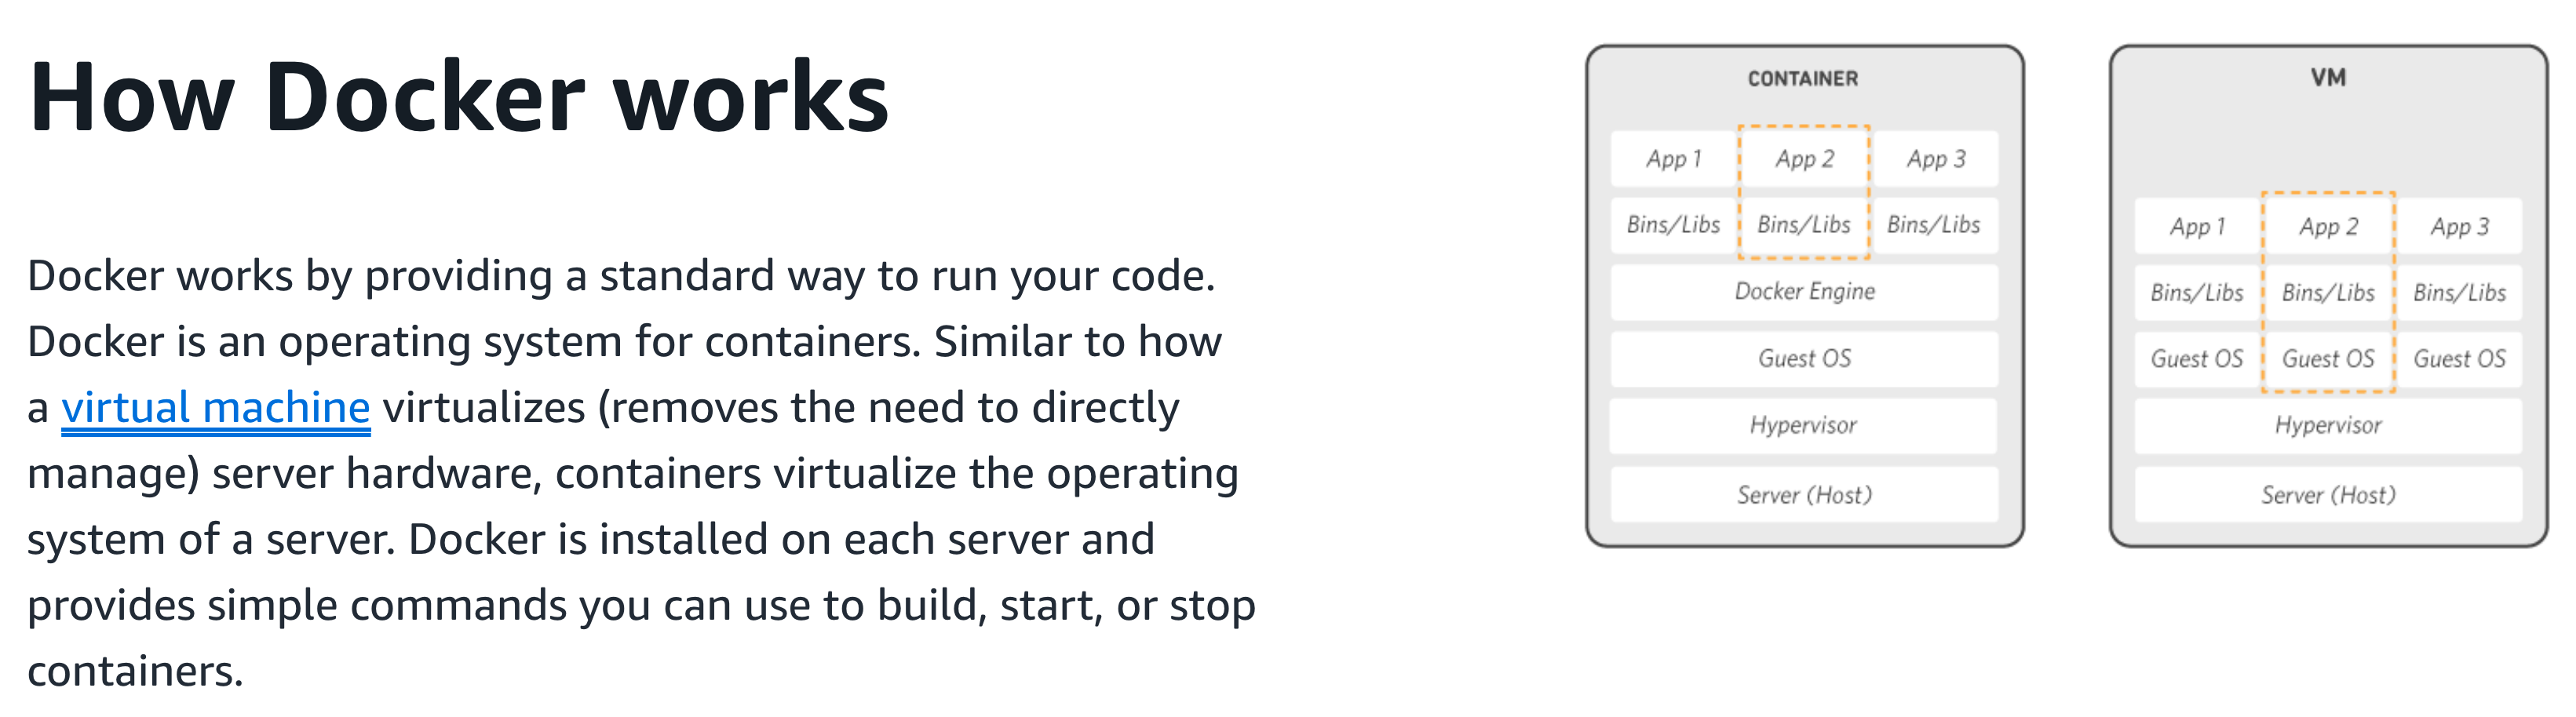 How Docker works
Docker works by providing a standard way to run your code.
Docker is an operating system for containers. Similar to how
a virtual machine virtualizes (removes the need to directly
manage) server hardware, containers virtualize the operating
system of a server. Docker is installed on each server and
provides simple commands you can use to build, start, or stop
containers.
CONTAINER
App 1 App 2 App 3
Bins/Libs Bins/Libs Bins/Libs
Docker Engine
Guest OS
Hypervisor
Server (Host)
VM
App 1 App 2 App 3
Bins/Libs Bins/Libs Bins/Libs
Guest OS Guest OS Guest OS
Hypervisor
Server (Host)